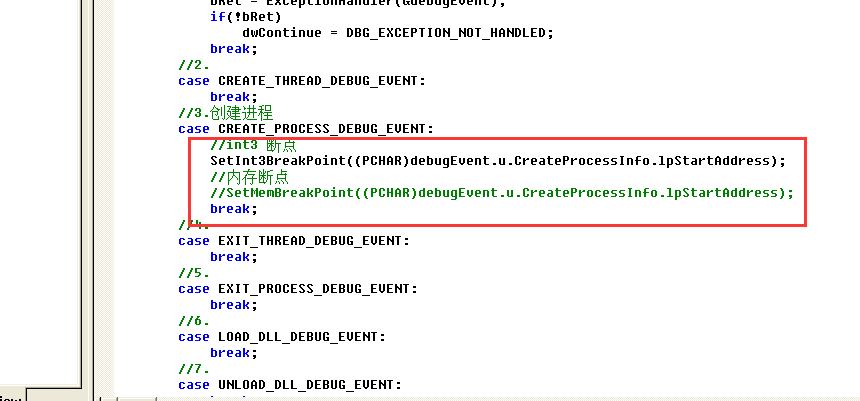 bRet = ExceptionHandler(&debugEvent);
if(!bRet)
dwContinue = DBG_EXCEPTION_NOT_HANDLED;
break;
//2.
case CREATE_THREAD_DEBUG_EVENT:
break;
//3.创建进程
case CREATE_PROCESS_DEBUG_EVENT:
//int3 断点
SetInt3BreakPoint((PCHAR)debugEvent.u.CreateProcessInfo.lpStartAddress);
//内存断点
//SetMemBreakPoint((PCHAR)debugEvent.u.CreateProcessInfo.lpStartAddress);
break;
//4.
case EXIT_THREAD_DEBUG_EVENT:
break;
//5.
case EXIT_PROCESS_DEBUG_EVENT:
break;
//6.
case LOAD_DLL_DEBUG_EVENT:
break;
//7.
case UNLOAD_DLL_DEBUG_EVENT: